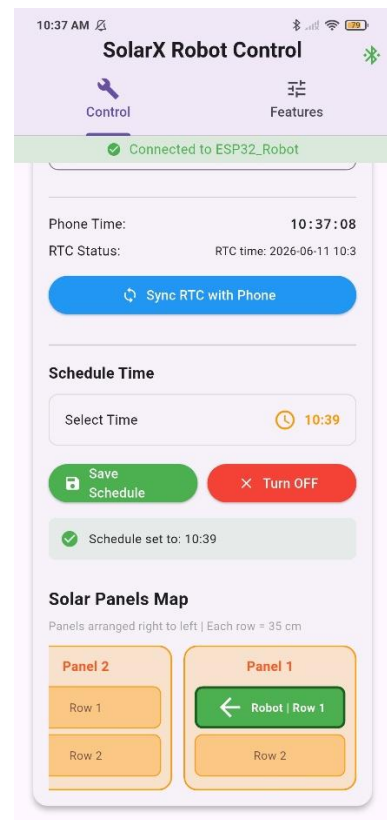 10:37 AM
79
SolarX Robot Control
Control
Features
Connected to ESP32_Robot
Phone Time:
10:37:08
RTC Status:
RTC time: 2026-06-11 10:3
Sync RTC with Phone
Schedule Time
Select Time
10:39
Save
Schedule
Turn OFF
Schedule set to: 10:39
Solar Panels Map
Panels arranged right to left | Each row = 35 cm
Panel 2
Row 1
Row 2
Panel 1
Robot | Row 1
Row 2